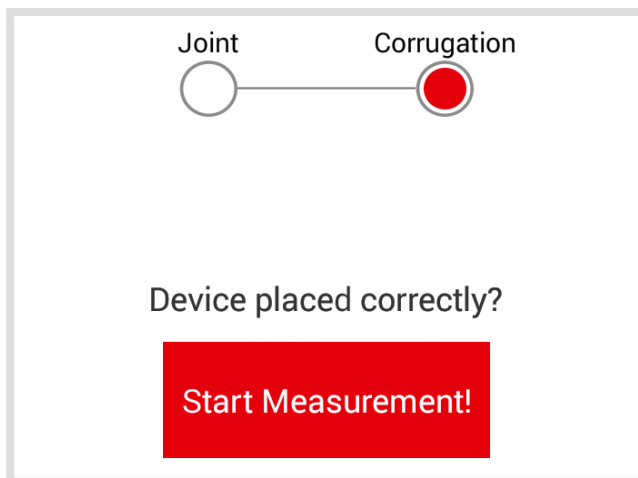 Joint Corrugation
Device placed correctly?
Start Measurement!